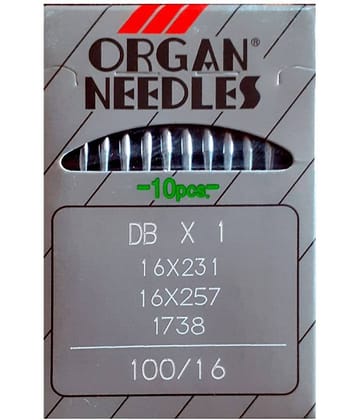 ORGAN®
NEEDLES
-10pcs.-
DB X 1
16X231
16X257
1738
100/16